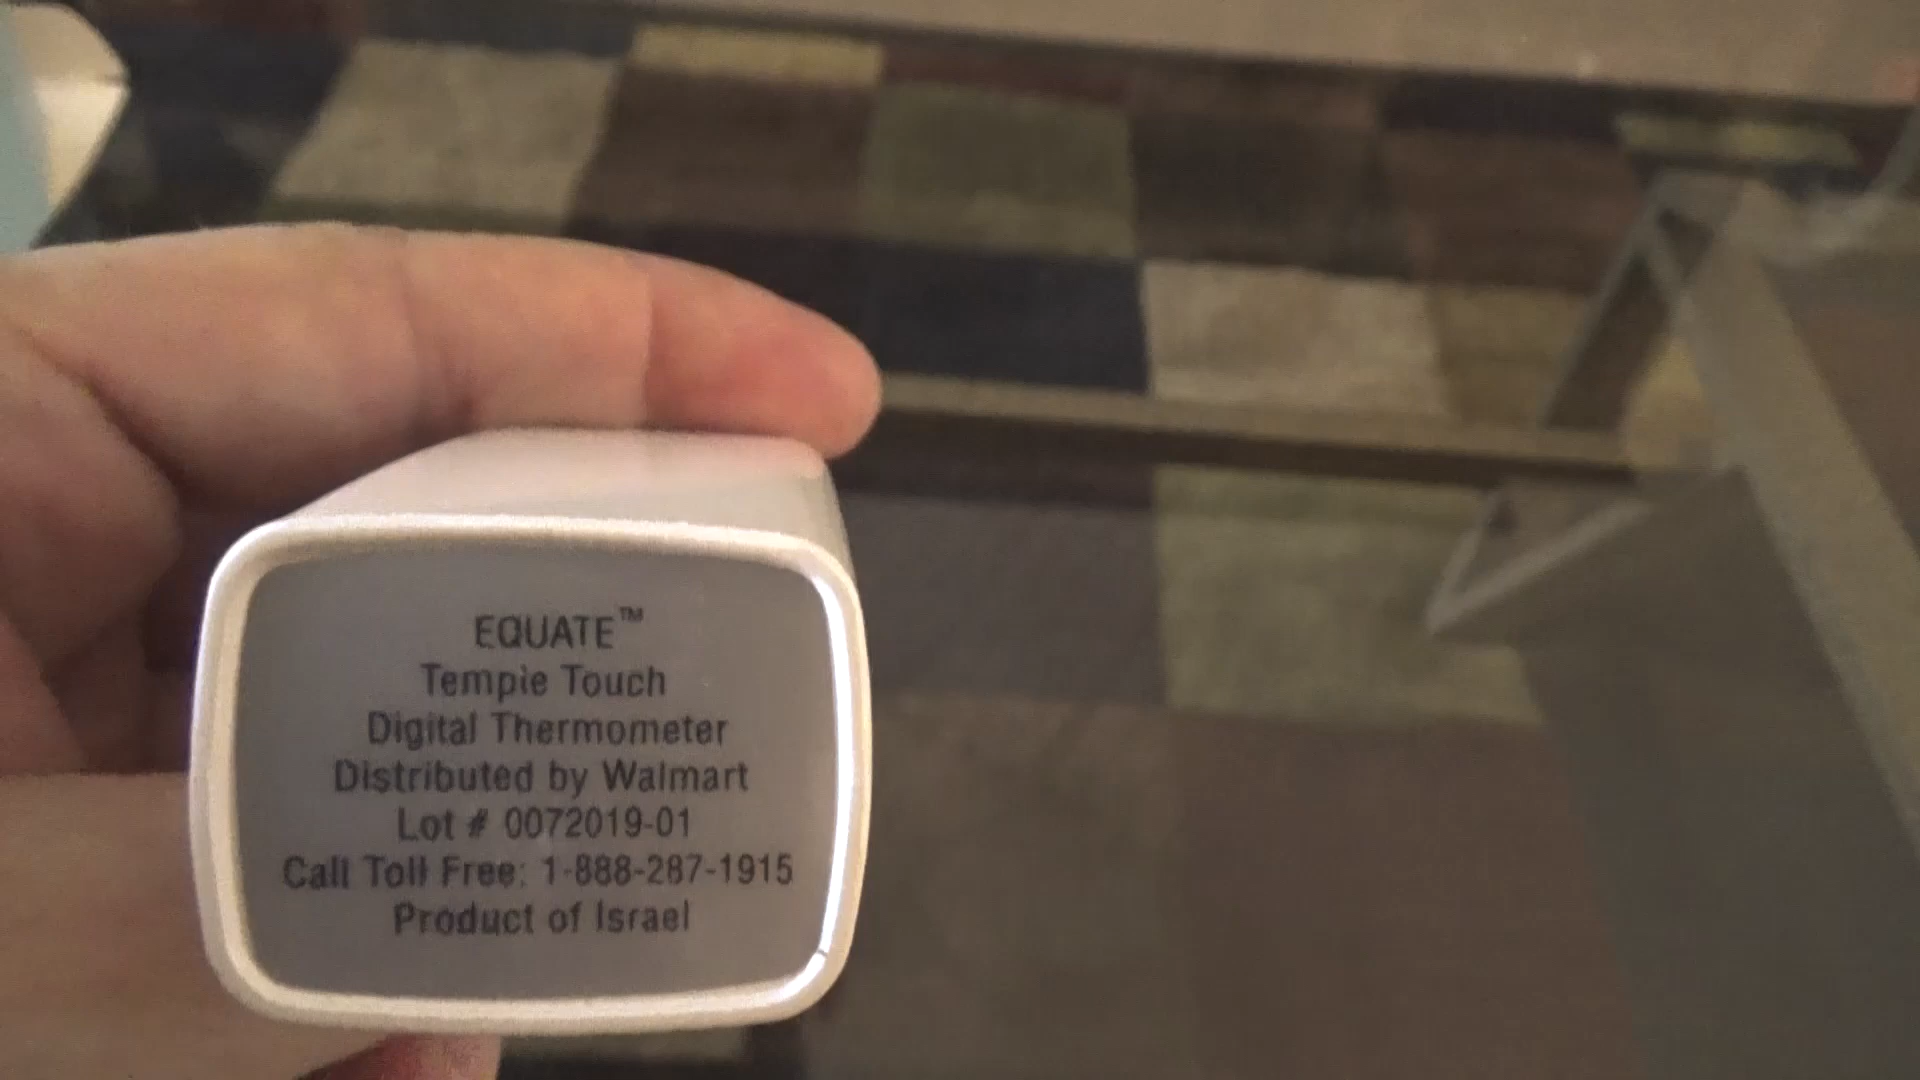 EQUATE™
Temple Touch
Digital Thermometer
Distributed by Walmart
Lot # 0072019-01
Call Toll Free: 1-888-287-1915
Product of Israel